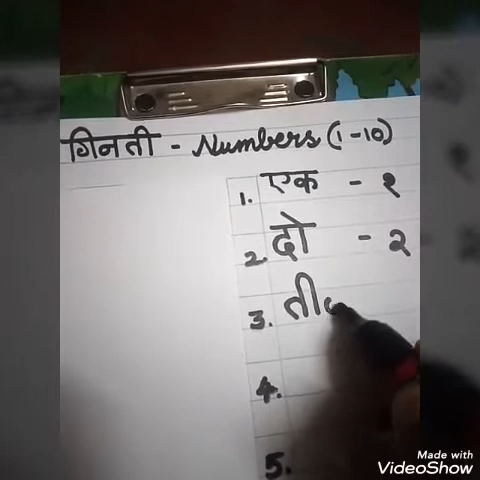 गिनती - Numbers (1-10)
1. एक - १
2. दो - २
3. ती
4.
5.
Made with
VideoShow